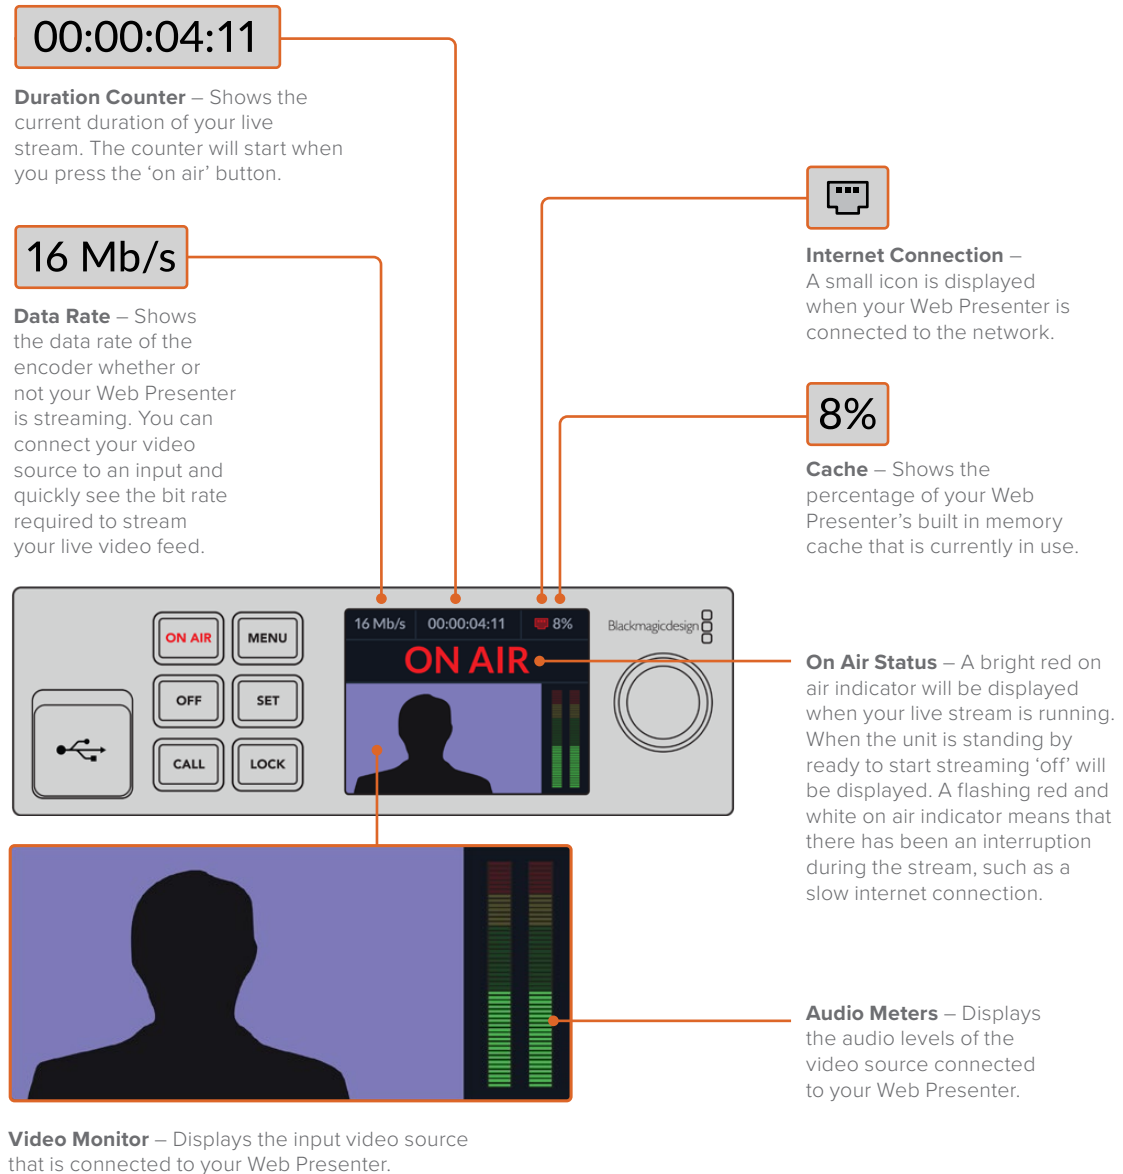 00:00:04:11
Duration Counter – Shows the
current duration of your live
stream. The counter will start when
you press the ‘on air’ button.
16 Mb/s
Data Rate – Shows
the data rate of the
encoder whether or
not your Web Presenter
is streaming. You can
connect your video
source to an input and
quickly see the bit rate
required to stream
your live video feed.
Internet Connection –
A small icon is displayed
when your Web Presenter is
connected to the network.
8%
Cache – Shows the
percentage of your Web
Presenter’s built in memory
cache that is currently in use.
ON AIR
MENU
OFF
SET
CALL
LOCK
16 Mb/s
00:00:04:11
8%
ON AIR
Blackmagicdesign
On Air Status – A bright red on
air indicator will be displayed
when your live stream is running.
When the unit is standing by
ready to start streaming ‘off’ will
be displayed. A flashing red and
white on air indicator means that
there has been an interruption
during the stream, such as a
slow internet connection.
Audio Meters – Displays
the audio levels of the
video source connected
to your Web Presenter.
Video Monitor – Displays the input video source
that is connected to your Web Presenter.